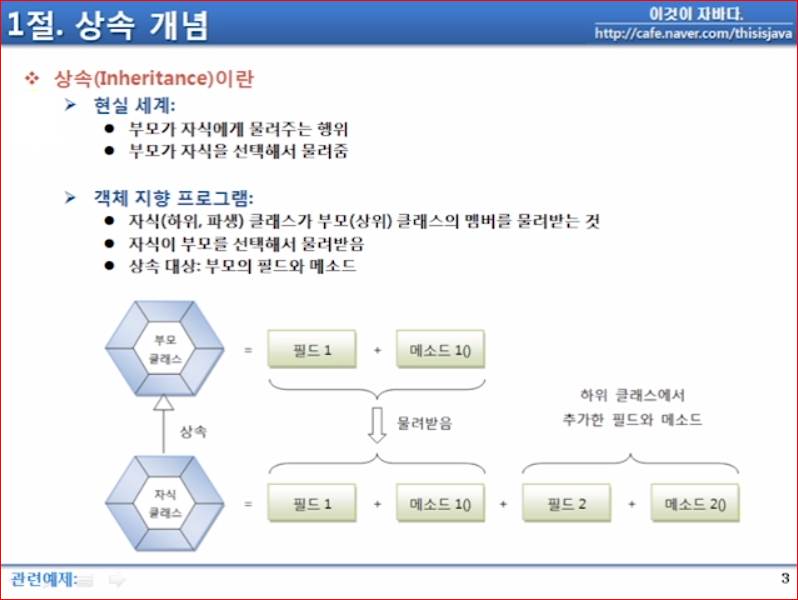 1절. 상속 개념
이것이 자바다.
http://cafe.naver.com/thisisjava
상속(Inheritance)이란
현실 세계:
부모가 자식에게 물려주는 행위
부모가 자식을 선택해서 물려줌
객체 지향 프로그램:
자식(하위, 파생) 클래스가 부모(상위) 클래스의 멤버를 물려받는 것
자식이 부모를 선택해서 물려받음
상속 대상: 부모의 필드와 메소드
부모
클래스
= 필드 1 + 메소드 1()
상속
물려받음
하위 클래스에서
추가한 필드와 메소드
자식
클래스
= 필드 1 + 메소드 1() + 필드 2 + 메소드 2()
관련예제:
3